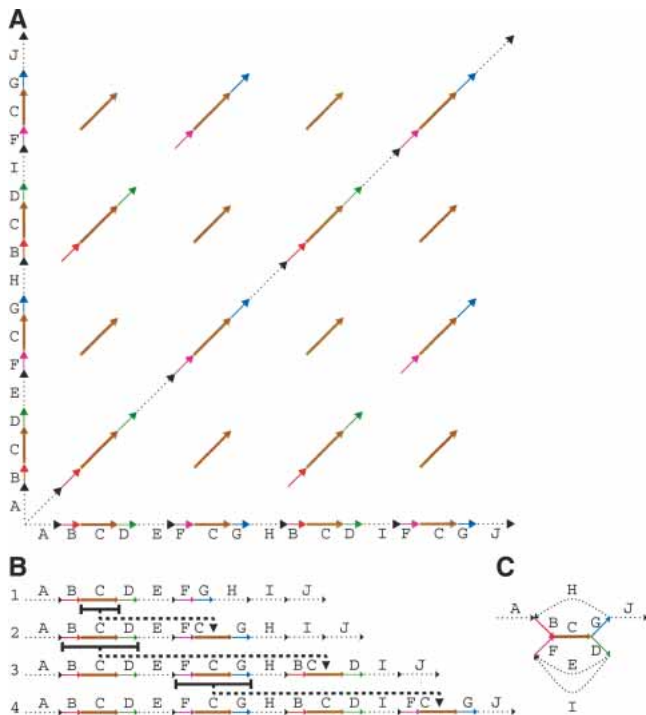 A
J
G
C
F
I
D
C
B
H
G
C
F
E
D
C
B
A
A B C D E F C G H B C D I F C G J
B
1 A B C D E F G H I J
2 A B C D E F C G H I J
3 A B C D E F C G H B C D I J
4 A B C D E F C G H B C D I F C G J
C
H
A B C G J
F E D
I